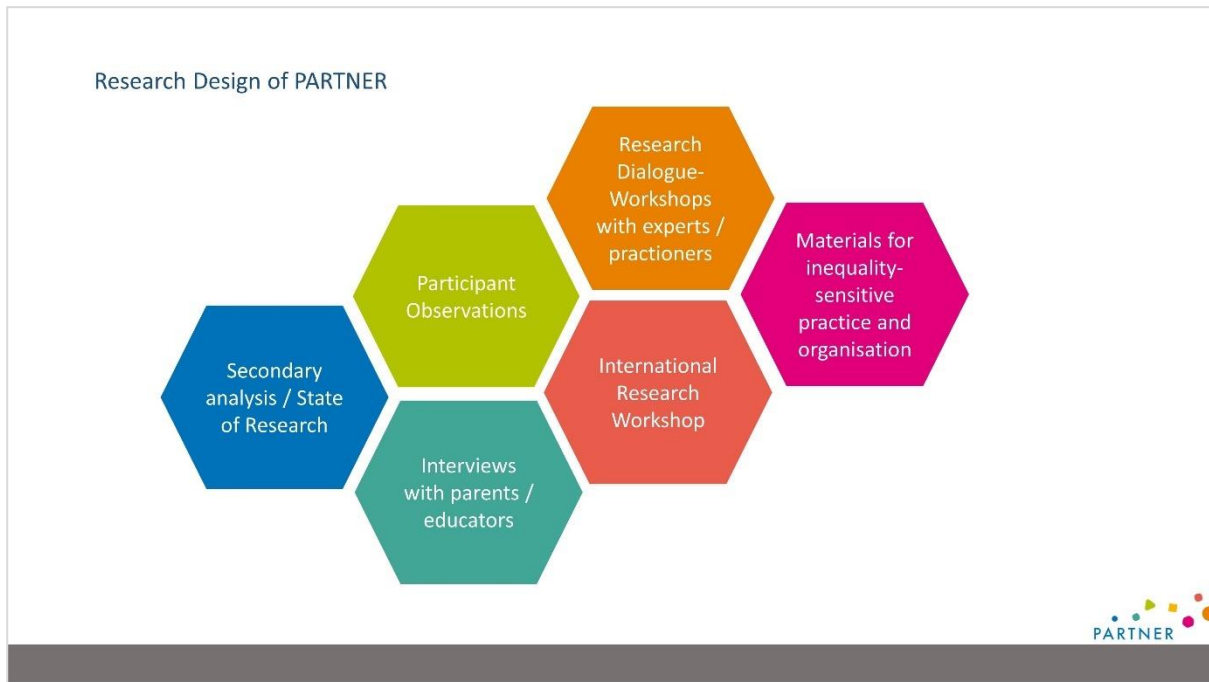 Research Design of PARTNER
Research
Dialogue-
Workshops
with experts /
practioners
Materials for
inequality-
sensitive
practice and
organisation
Participant
Observations
International
Research
Workshop
Secondary
analysis / State
of Research
Interviews
with parents /
educators
PARTNER